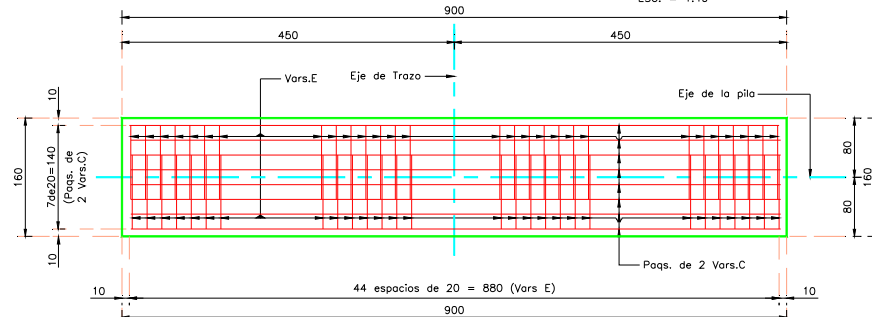 900
450
450
Vars.E
Eje de Trazo
Eje de la pila
10
160
7de20=140
(Paqs. de
2 Vars.C)
10
80
160
80
Paqs. de 2 Vars.C
10
44 espacios de 20 = 880 (Vars E)
10
900